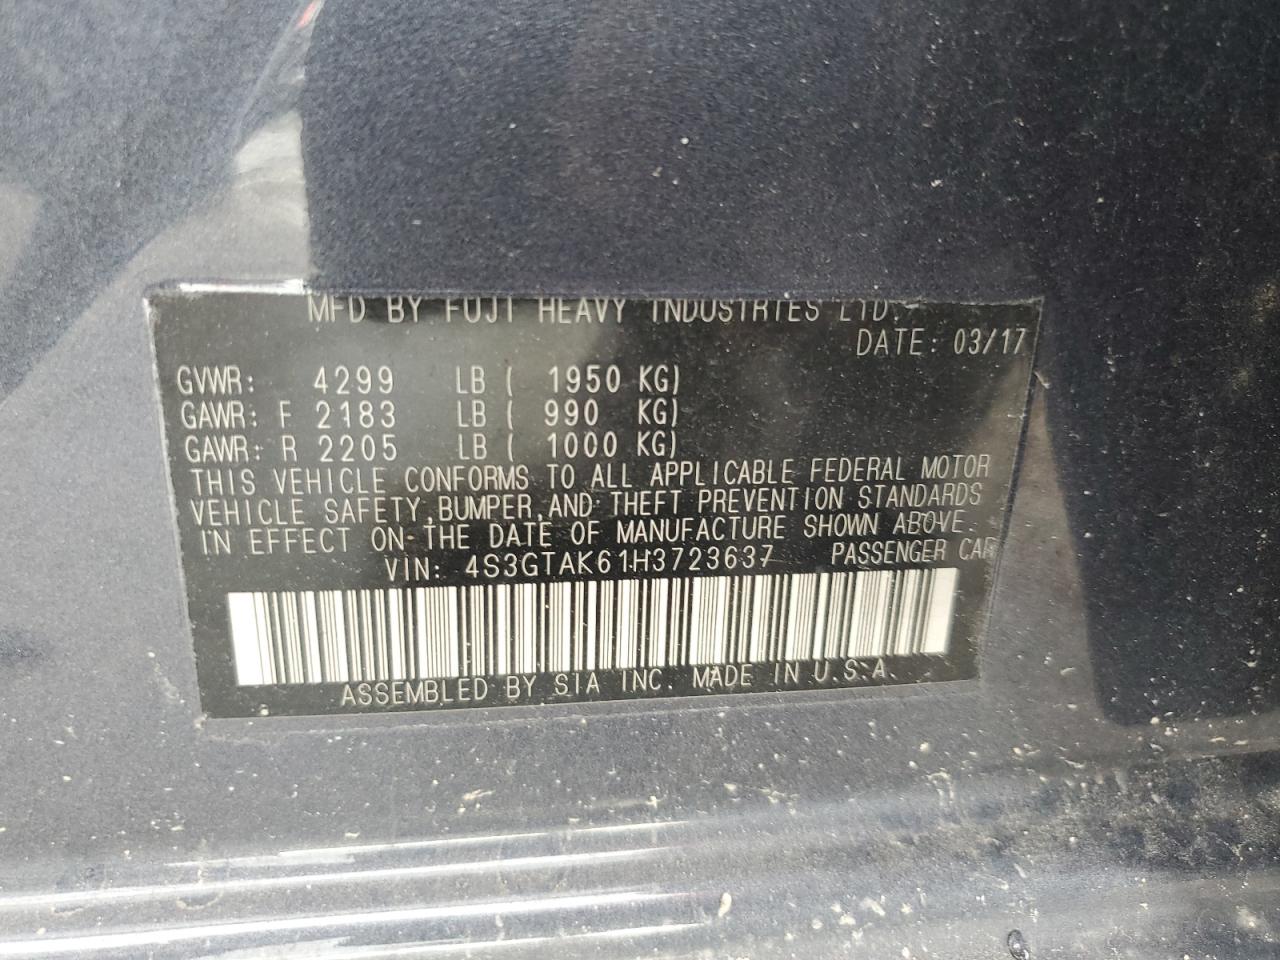 MFD BY FUJI HEAVY INDUSTRIES LTD.
DATE: 03/17
GVWR: 4299 LB ( 1950 KG)
GAWR: F 2183 LB ( 990 KG)
GAWR: R 2205 LB ( 1000 KG)
THIS VEHICLE CONFORMS TO ALL APPLICABLE FEDERAL MOTOR
VEHICLE SAFETY,BUMPER,AND THEFT PREVENTION STANDARDS
IN EFFECT ON THE DATE OF MANUFACTURE SHOWN ABOVE.
VIN: 4S3GTAK61H3723637 PASSENGER CAR
ASSEMBLED BY SIA INC. MADE IN U.S.A.